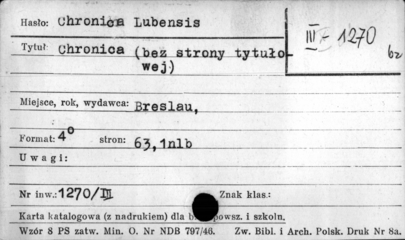 Hasło: Chronica Lubensis
III - 1270
bz
Tytuł Chronica (bez strony tytuło-
wej)
Miejsce, rok, wydawca: Breslau,
Format: 4° stron: 63,1nlb
Uwagi:
Nr inw.: 1270/III Znak klas.:
Karta katalogowa (z nadrukiem) dla powsz. i szkoln.
Wzór 8 PS zatw. Min. O. Nr NDB 797/46. Zw. Bibl. i Arch. Polsk. Druk Nr 8a.